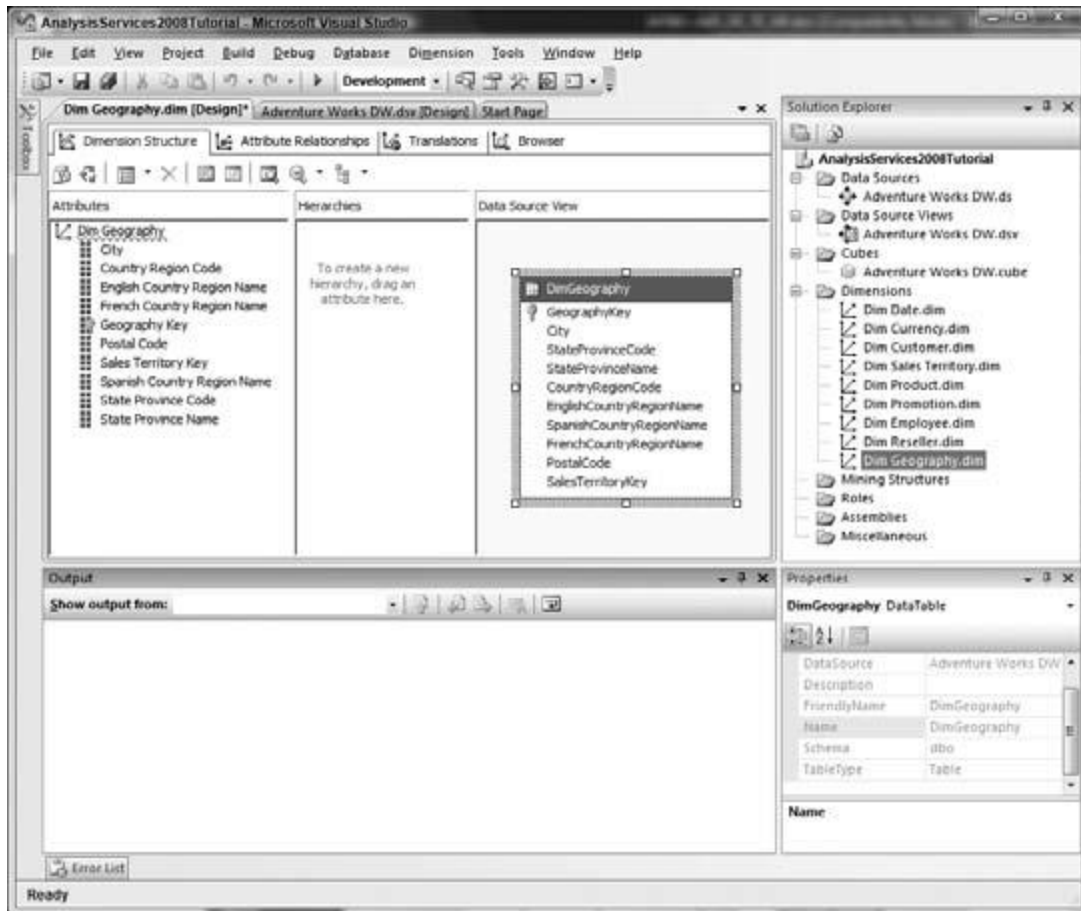 AnalysisServices2008Tutorial - Microsoft Visual Studio
File Edit View Project Build Debug Database Dimension Tools Window Help
Development
Toolbox
Dim Geography.dim [Design]* Adventure Works DW.dsv [Design] Start Page
Dimension Structure Attribute Relationships Translations Browser
Attributes
Dim Geography
City
Country Region Code
English Country Region Name
French Country Region Name
Geography Key
Postal Code
Sales Territory Key
Spanish Country Region Name
State Province Code
State Province Name
Hierarchies
To create a new
hierarchy, drag an
attribute here.
Data Source View
DimGeography
GeographyKey
City
StateProvinceCode
StateProvinceName
CountryRegionCode
EnglishCountryRegionName
SpanishCountryRegionName
FrenchCountryRegionName
PostalCode
SalesTerritoryKey
Solution Explorer
AnalysisServices2008Tutorial
Data Sources
Adventure Works DW.ds
Data Source Views
Adventure Works DW.dsv
Cubes
Adventure Works DW.cube
Dimensions
Dim Date.dim
Dim Currency.dim
Dim Customer.dim
Dim Sales Territory.dim
Dim Product.dim
Dim Promotion.dim
Dim Employee.dim
Dim Reseller.dim
Dim Geography.dim
Mining Structures
Roles
Assemblies
Miscellaneous
Output
Show output from:
Properties
DimGeography DataTable
DataSource Adventure Works DW
Description
FriendlyName DimGeography
Name DimGeography
Schema dbo
TableType Table
Name
Error List
Ready